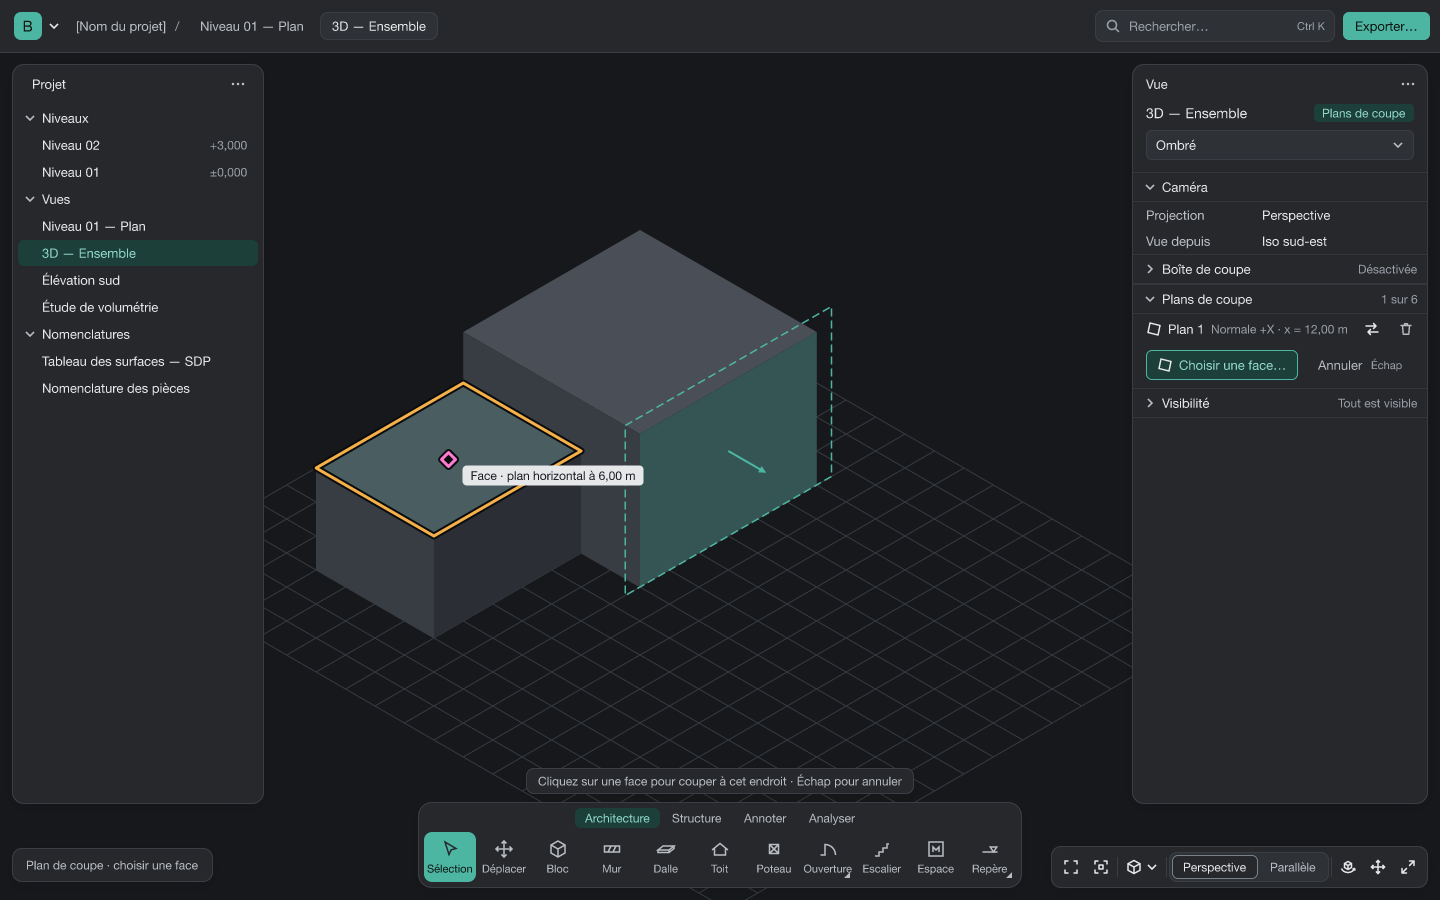 B
[Nom du projet] /
Niveau 01 — Plan
3D — Ensemble
Rechercher…
Ctrl K
Exporter…
Projet
Niveaux
Niveau 02 +3,000
Niveau 01 ±0,000
Vues
Niveau 01 — Plan
3D — Ensemble
Élévation sud
Étude de volumétrie
Nomenclatures
Tableau des surfaces — SDP
Nomenclature des pièces
Face · plan horizontal à 6,00 m
Vue
3D — Ensemble Plans de coupe
Ombré
Caméra
Projection Perspective
Vue depuis Iso sud-est
Boîte de coupe Désactivée
Plans de coupe 1 sur 6
Plan 1 Normale +X · x = 12,00 m
Choisir une face… Annuler Échap
Visibilité Tout est visible
Cliquez sur une face pour couper à cet endroit · Échap pour annuler
Architecture Structure Annoter Analyser
Sélection Déplacer Bloc Mur Dalle Toit Poteau Ouverture Escalier Espace Repère
Plan de coupe · choisir une face
Perspective Parallèle